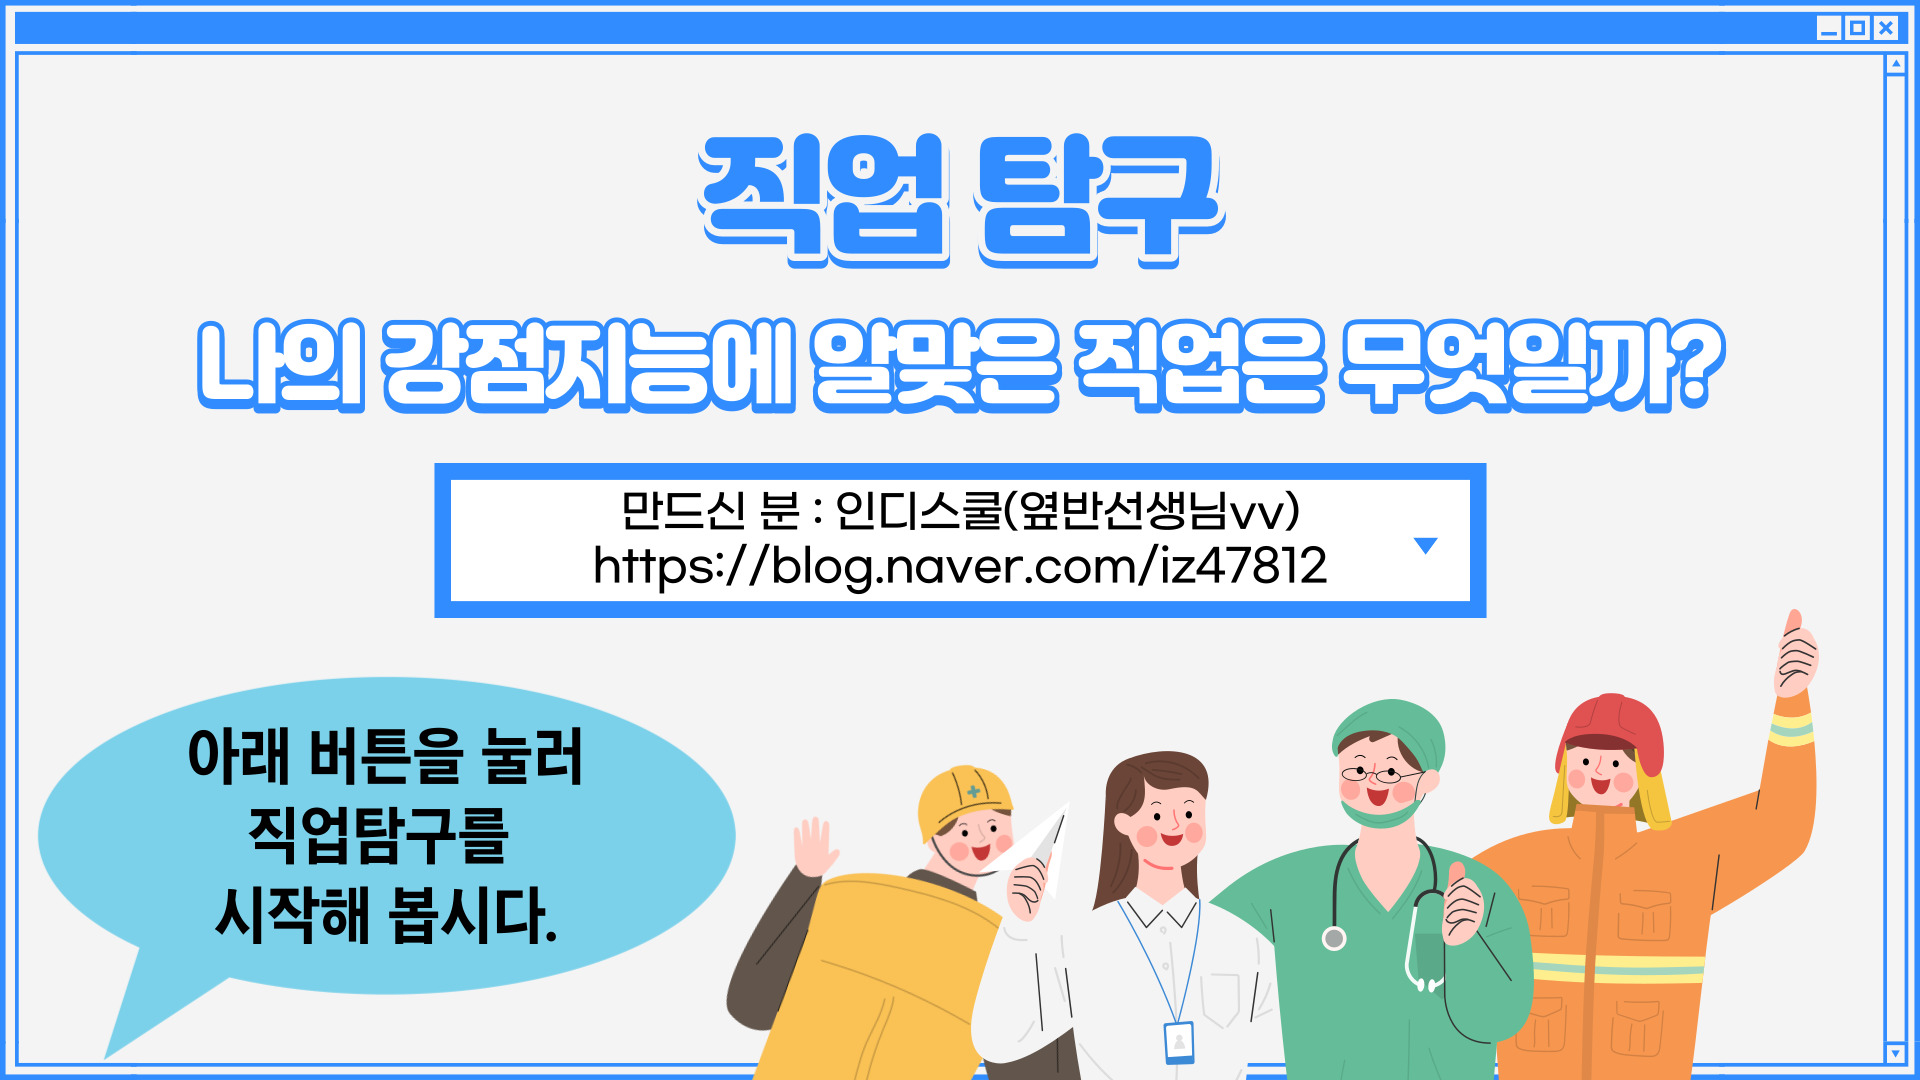 직업 탐구
나의 강점지능에 알맞은 직업은 무엇일까?
만드신 분 : 인디스쿨(옆반선생님vv)
https://blog.naver.com/iz47812
아래 버튼을 눌러
직업탐구를
시작해 봅시다.